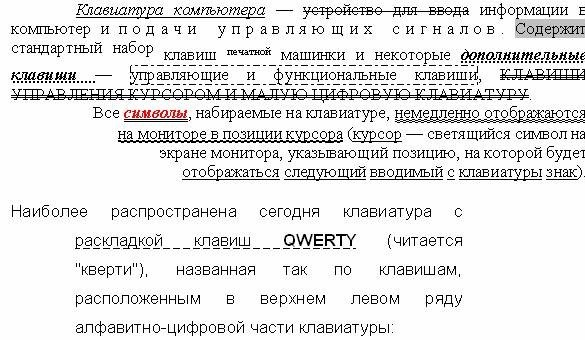 Клавиатура компьютера — устройство для ввода информации в
компьютер и подачи управляющих сигналов. Содержит
стандартный набор клавиш печатной машинки и некоторые дополнительные
клавиши — управляющие и функциональные клавиши, КЛАВИШИ
УПРАВЛЕНИЯ КУРСОРОМ И МАЛУЮ ЦИФРОВУЮ КЛАВИАТУРУ.
Все символы, набираемые на клавиатуре, немедленно отображаются
на мониторе в позиции курсора (курсор — светящийся символ на
экране монитора, указывающий позицию, на которой будет
отображаться следующий вводимый с клавиатуры знак).
Наиболее распространена сегодня клавиатура с
раскладкой клавиш QWERTY (читается
"кверти"), названная так по клавишам,
расположенным в верхнем левом ряду
алфавитно-цифровой части клавиатуры: